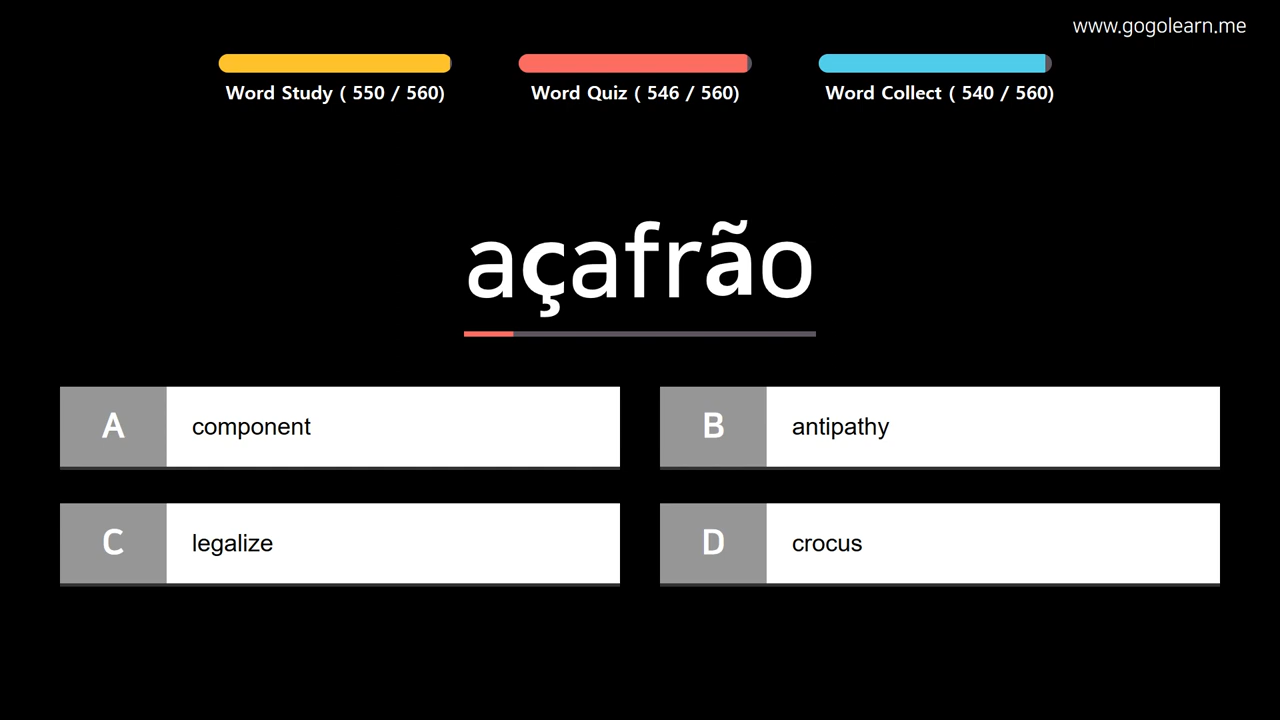 www.gogolearn.me
Word Study ( 550 / 560)
Word Quiz ( 546 / 560)
Word Collect ( 540 / 560)
açafrão
A component
B antipathy
C legalize
D crocus